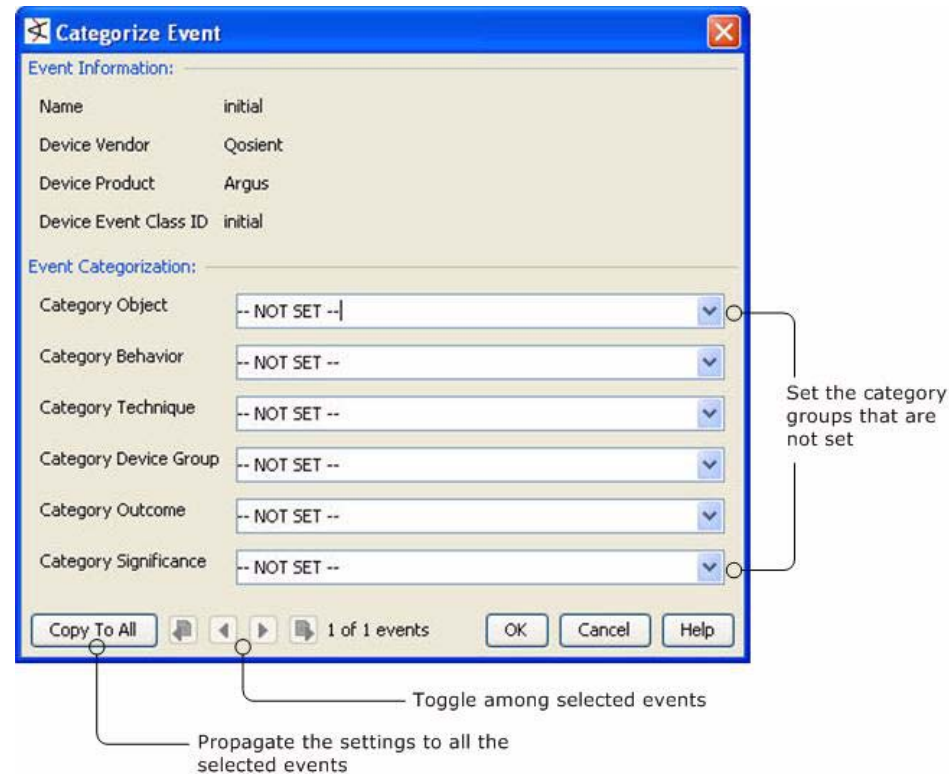 Categorize Event
Event Information:
Name initial
Device Vendor Qosient
Device Product Argus
Device Event Class ID initial
Event Categorization:
Category Object -- NOT SET --
Category Behavior -- NOT SET --
Category Technique -- NOT SET --
Category Device Group -- NOT SET --
Category Outcome -- NOT SET --
Category Significance -- NOT SET --
Set the category
groups that are
not set
Copy To All 1 of 1 events OK Cancel Help
Toggle among selected events
Propagate the settings to all the
selected events